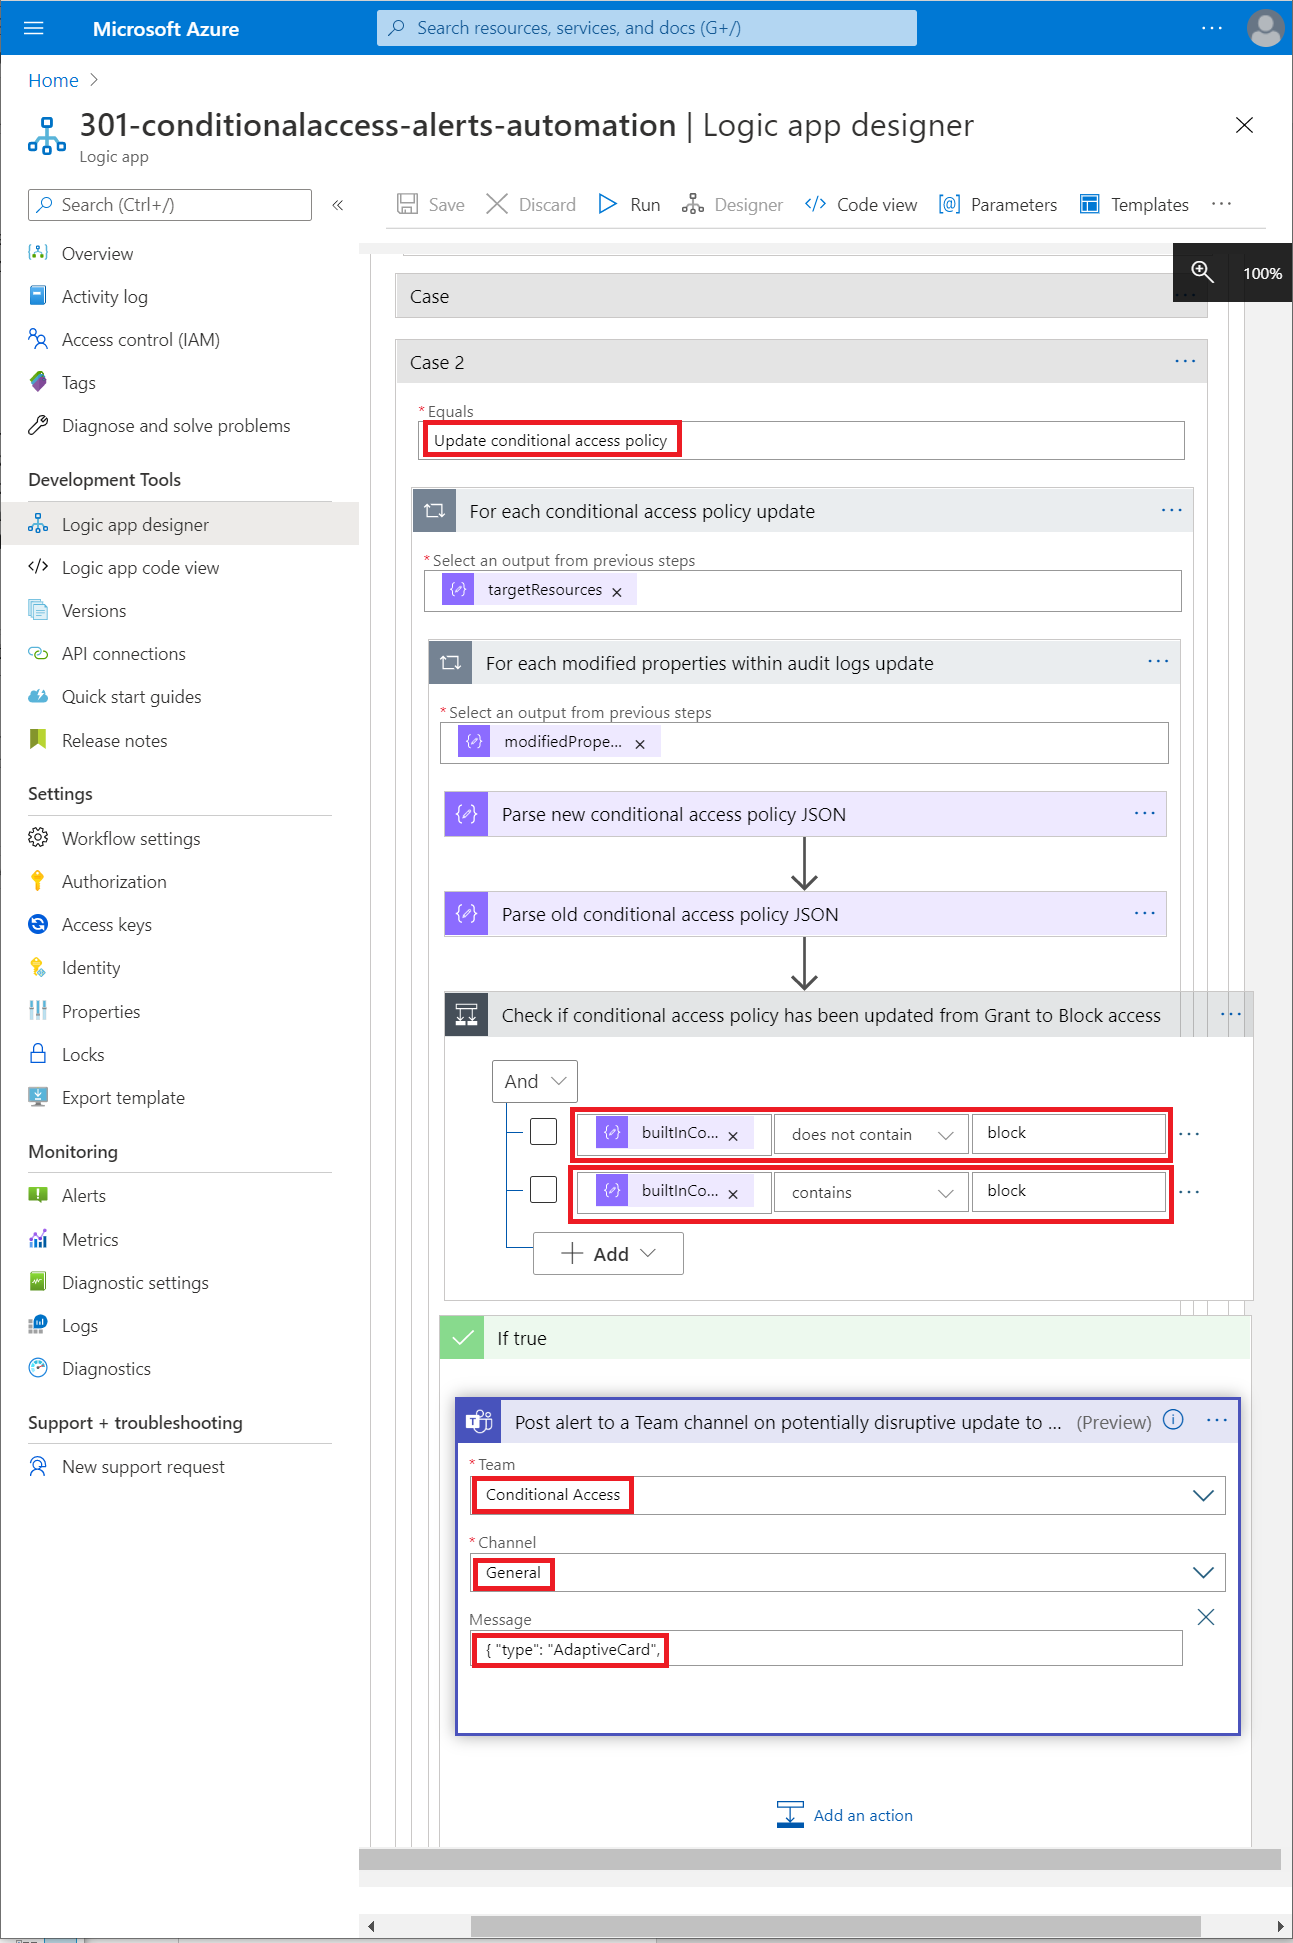 Microsoft Azure
Search resources, services, and docs (G+/)
Home
301-conditionalaccess-alerts-automation | Logic app designer
Logic app
Search (Ctrl+/)
Save
Discard
Run
Designer
Code view
Parameters
Templates
100%
Overview
Activity log
Access control (IAM)
Tags
Diagnose and solve problems
Development Tools
Logic app designer
Logic app code view
Versions
API connections
Quick start guides
Release notes
Settings
Workflow settings
Authorization
Access keys
Identity
Properties
Locks
Export template
Monitoring
Alerts
Metrics
Diagnostic settings
Logs
Diagnostics
Support + troubleshooting
New support request
Case
Case 2
* Equals
Update conditional access policy
For each conditional access policy update
* Select an output from previous steps
targetResources
For each modified properties within audit logs update
* Select an output from previous steps
modifiedPrope...
Parse new conditional access policy JSON
Parse old conditional access policy JSON
Check if conditional access policy has been updated from Grant to Block access
And
builtInCo... does not contain block
builtInCo... contains block
Add
If true
Post alert to a Team channel on potentially disruptive update to ... (Preview)
* Team
Conditional Access
* Channel
General
Message
{ "type": "AdaptiveCard",
Add an action